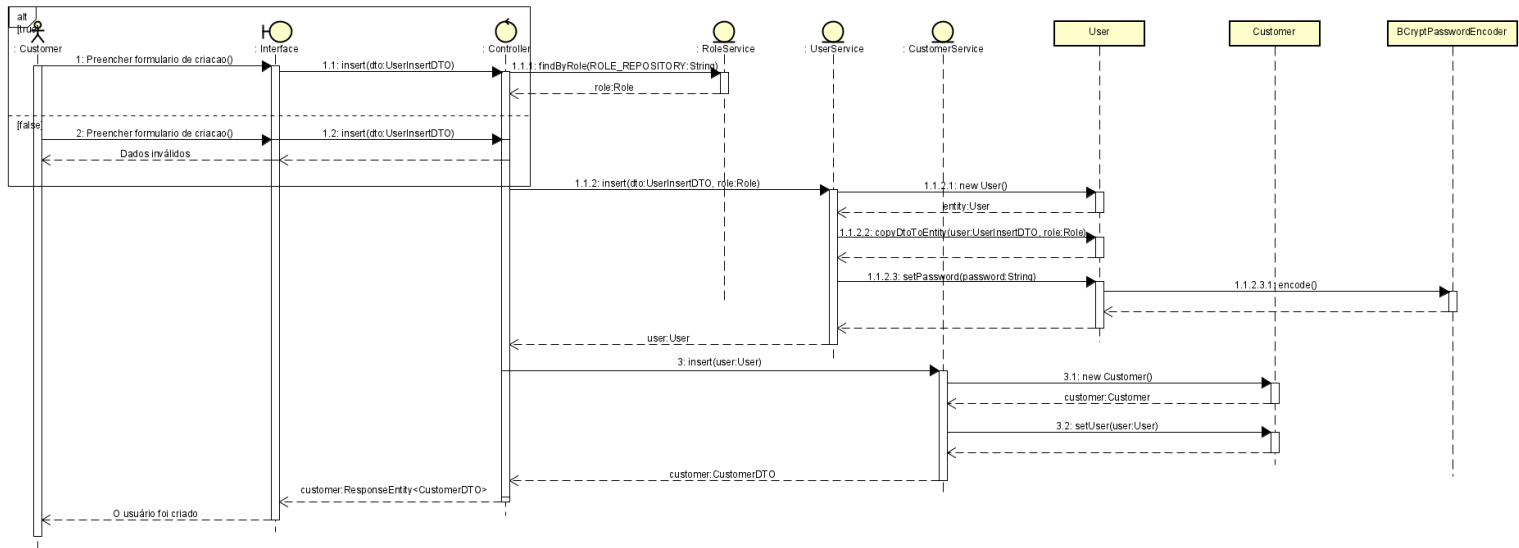 alt
[true]
: Customer
: Interface
: Controller
: RoleService
: UserService
: CustomerService
User
Customer
BCryptPasswordEncoder
1: Preencher formulario de criacao()
1.1: insert(dto:UserInsertDTO)
1.1.1: findByRole(ROLE_REPOSITORY:String)
role:Role
[false]
2: Preencher formulario de criacao()
1.2: insert(dto:UserInsertDTO)
Dados inválidos
1.1.2: insert(dto:UserInsertDTO, role:Role)
1.1.2.1: new User()
entity:User
1.1.2.2: copyDtoToEntity(user:UserInsertDTO, role:Role)
1.1.2.3: setPassword(password:String)
1.1.2.3.1: encode()
user:User
3: insert(user:User)
3.1: new Customer()
customer:Customer
3.2: setUser(user:User)
customer:CustomerDTO
customer:ResponseEntity<CustomerDTO>
O usuário foi criado